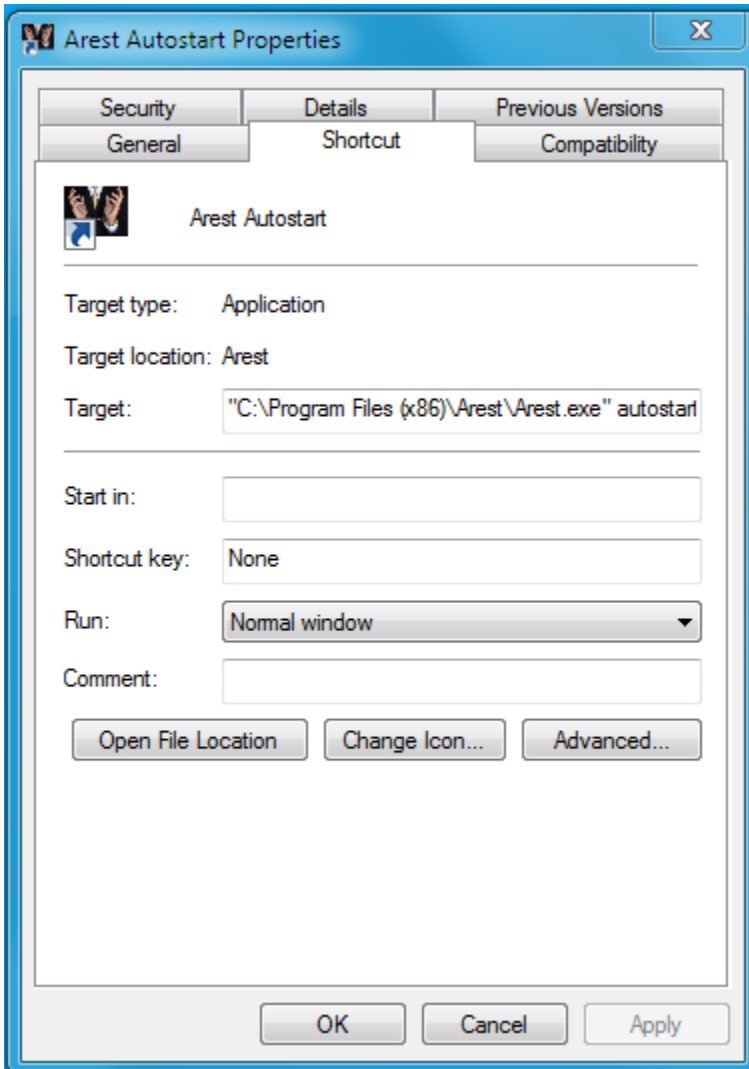 Arest Autostart Properties
Security Details Previous Versions
General Shortcut Compatibility
Arest Autostart
Target type: Application
Target location: Arest
Target: "C:\Program Files (x86)\Arest\Arest.exe" autostart
Start in:
Shortcut key: None
Run: Normal window
Comment:
Open File Location Change Icon... Advanced...
OK Cancel Apply